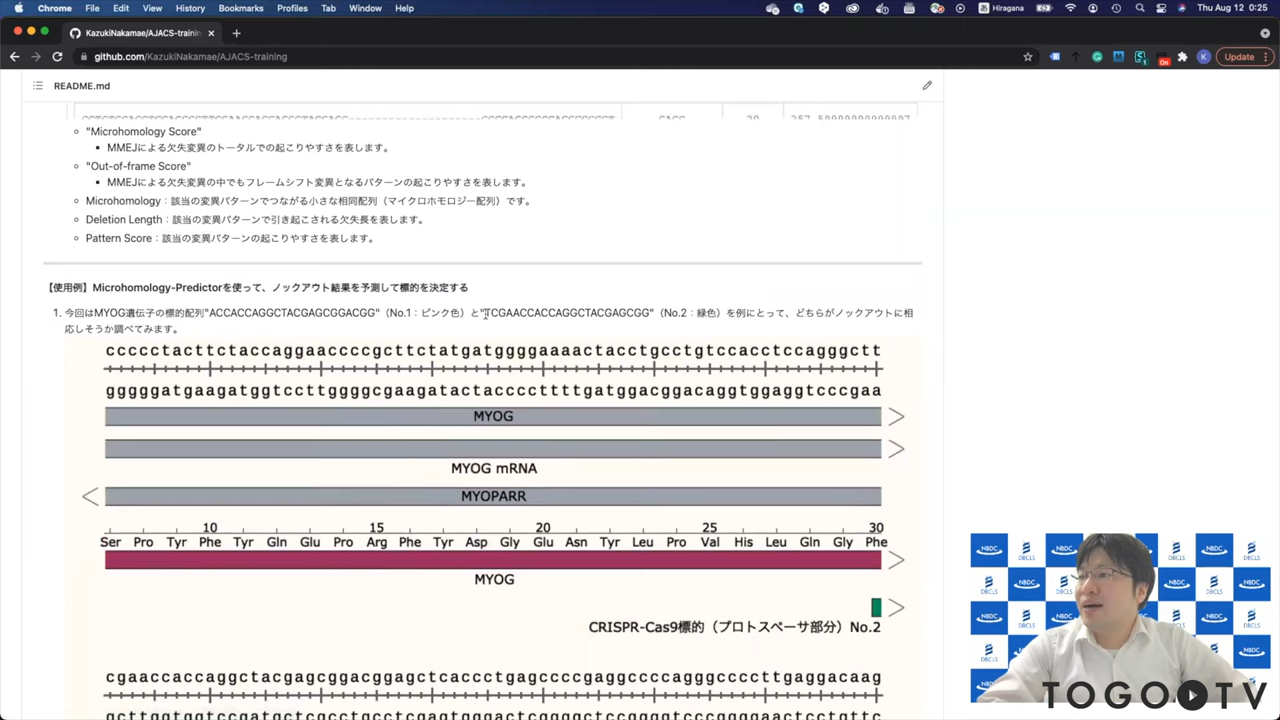 Chrome File Edit View History Bookmarks Profiles Tab Window Help
Hiragana
Thu Aug 12 0:25
KazukiNakamae/AJACS-trainin
github.com/KazukiNakamae/AJACS-training
On
K
Update
README.md
"Microhomology Score"
MMEJによる欠失変異のトータルでの起こりやすさを表します。
"Out-of-frame Score"
MMEJによる欠失変異の中でもフレームシフト変異となるパターンの起こりやすさを表します。
Microhomology：該当の変異パターンでつながる小さな相同配列（マイクロホモロジー配列）です。
Deletion Length：該当の変異パターンで引き起こされる欠失長を表します。
Pattern Score：該当の変異パターンの起こりやすさを表します。
【使用例】Microhomology-Predictorを使って、ノックアウト結果を予測して標的を決定する
1. 今回はMYOG遺伝子の標的配列"ACCACCAGGCTACGAGCGGACGG"（No.1：ピンク色）と"TCGAACCACCAGGCTACGAGCGG"（No.2：緑色）を例にとって、どちらがノックアウトに相
応しそうか調べてみます。
cccctacttctaccaggaaccccgcttctatgatggggaaaactacctgcctgtccacctccagggctt
gggggatgaagatggtccttggggcgaagatactaccccttttgatggacggacaggtggaggtcccgaa
MYOG
MYOG mRNA
MYOPARR
10 15 20 25 30
Ser Pro Tyr Phe Tyr Gln Glu Pro Arg Phe Tyr Asp Gly Glu Asn Tyr Leu Pro Val His Leu Gln Gly Phe
MYOG
CRISPR-Cas9標的（プロトスペーサ部分）No.2
cgaaccaccaggctacgagcggacggagctcaccctgagccccgaggccccaggccccttgaggacaag
NBDC
DBCLS
TOGO TV